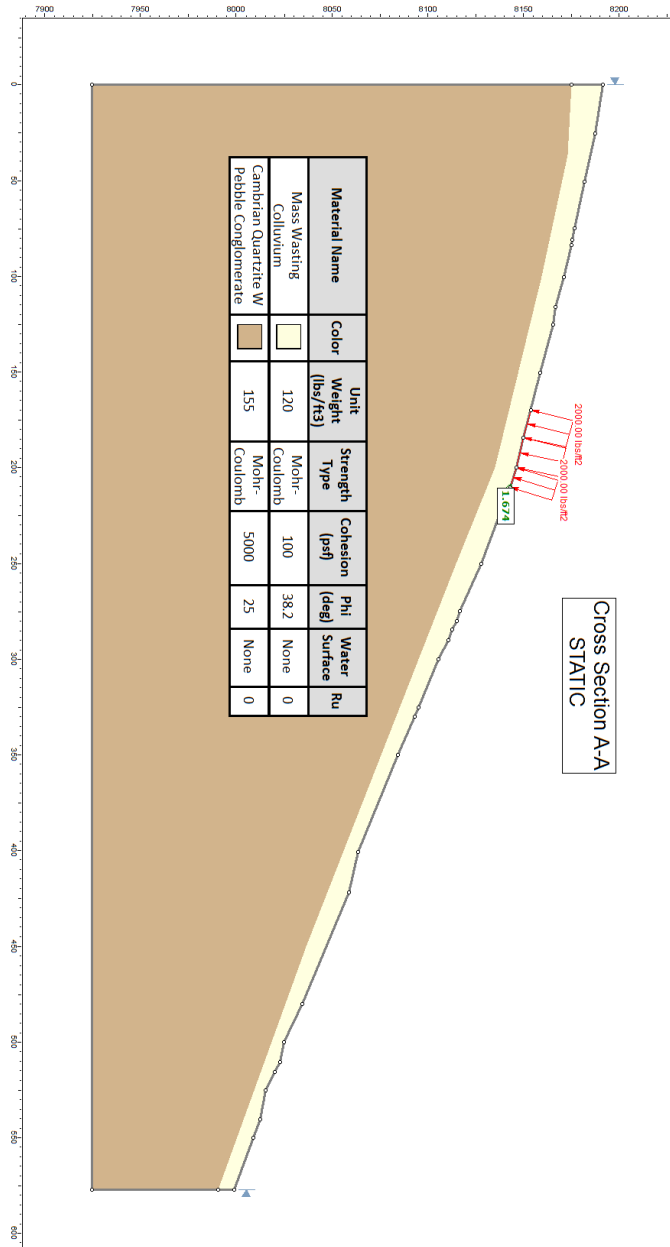 7900
7950
8000
8050
8100
8150
8200
0
50
100
150
200
250
300
350
400
450
500
550
600
Cross Section A-A
STATIC
2000.00 lbs/ft2
2000.00 lbs/ft2
1.674
Material Name
Color
Unit
Weight
(lbs/ft3)
Strength
Type
Cohesion
(psf)
Phi
(deg)
Water
Surface
Ru
Mass Wasting
Colluvium
120
Mohr-
Coulomb
100
38.2
None
0
Cambrian Quartzite W
Pebble Conglomerate
155
Mohr-
Coulomb
5000
25
None
0